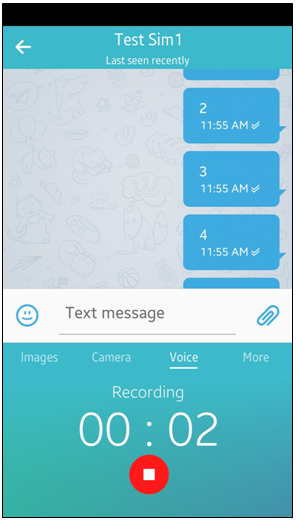 Test Sim1
Last seen recently
2
11:55 AM
3
11:55 AM
4
11:55 AM
Text message
Images Camera Voice More
Recording
00 : 02